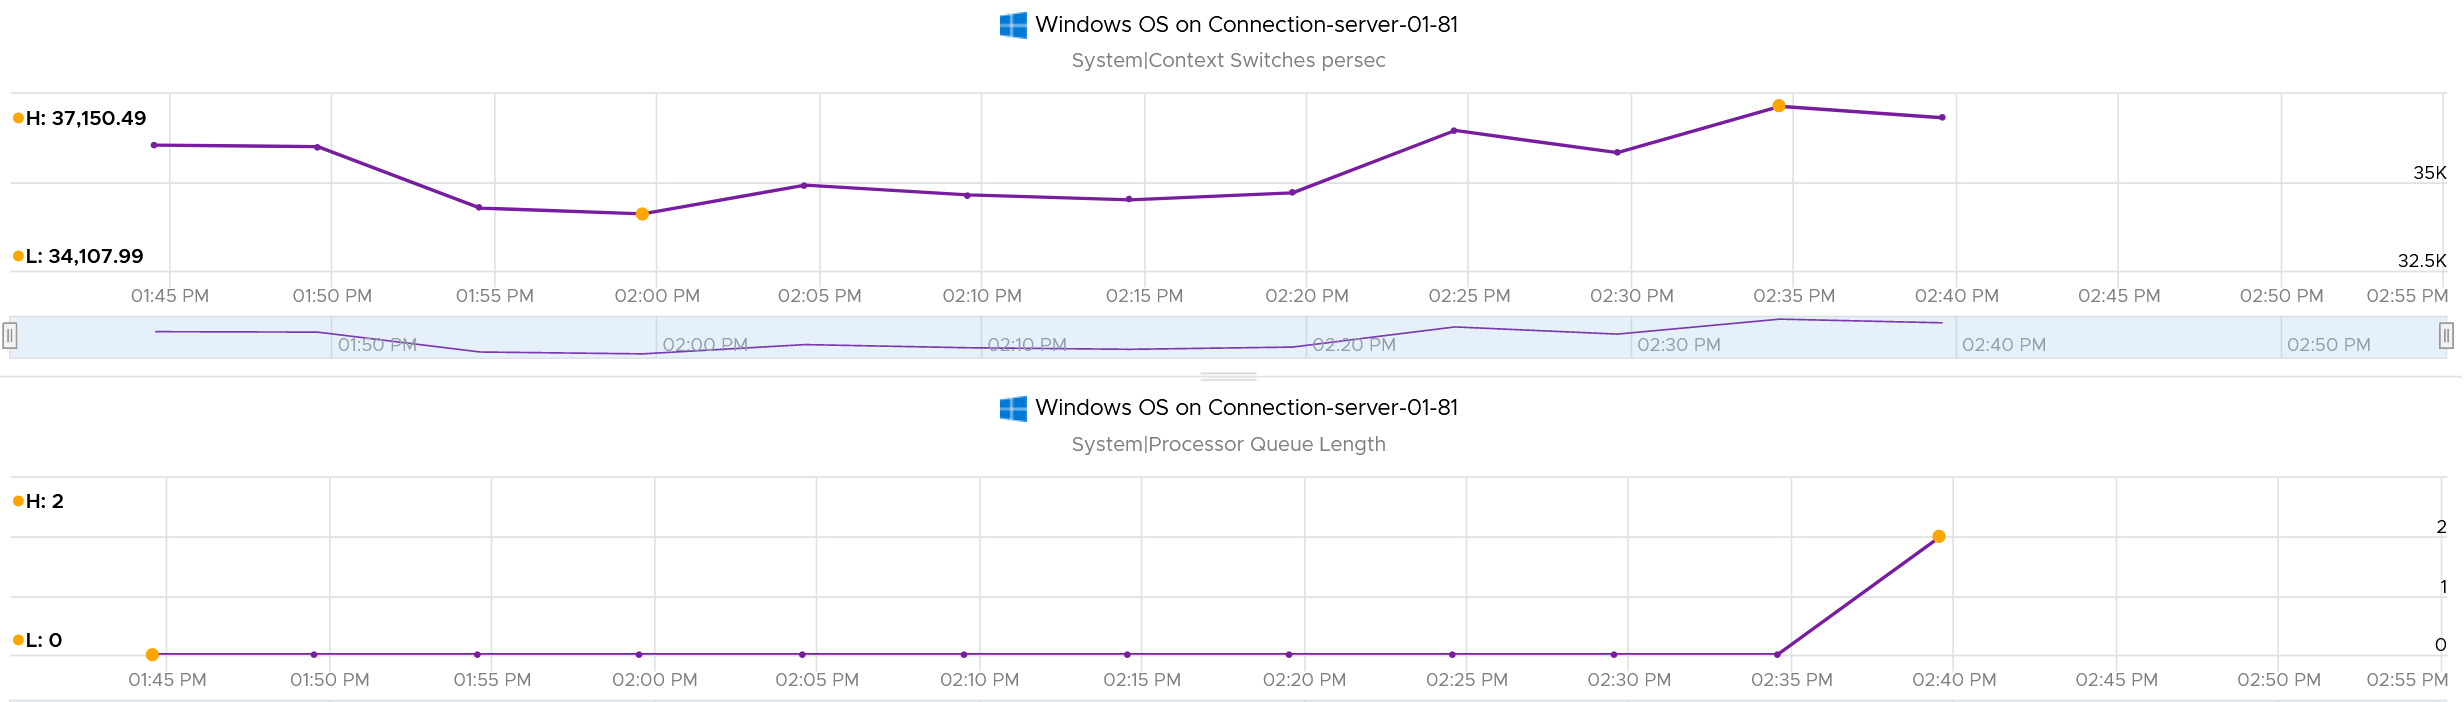 Windows OS on Connection-server-01-81
System|Context Switches persec
H: 37,150.49
35K
L: 34,107.99
32.5K
01:45 PM 01:50 PM 01:55 PM 02:00 PM 02:05 PM 02:10 PM 02:15 PM 02:20 PM 02:25 PM 02:30 PM 02:35 PM 02:40 PM 02:45 PM 02:50 PM 02:55 PM
01:50 PM 02:00 PM 02:10 PM 02:20 PM 02:30 PM 02:40 PM 02:50 PM
Windows OS on Connection-server-01-81
System|Processor Queue Length
H: 2
2
1
L: 0
0
01:45 PM 01:50 PM 01:55 PM 02:00 PM 02:05 PM 02:10 PM 02:15 PM 02:20 PM 02:25 PM 02:30 PM 02:35 PM 02:40 PM 02:45 PM 02:50 PM 02:55 PM